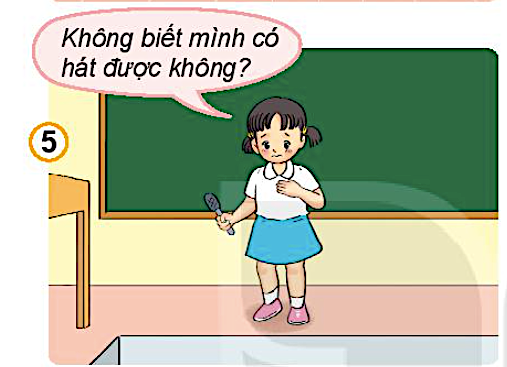 Không biết mình có
hát được không?
5